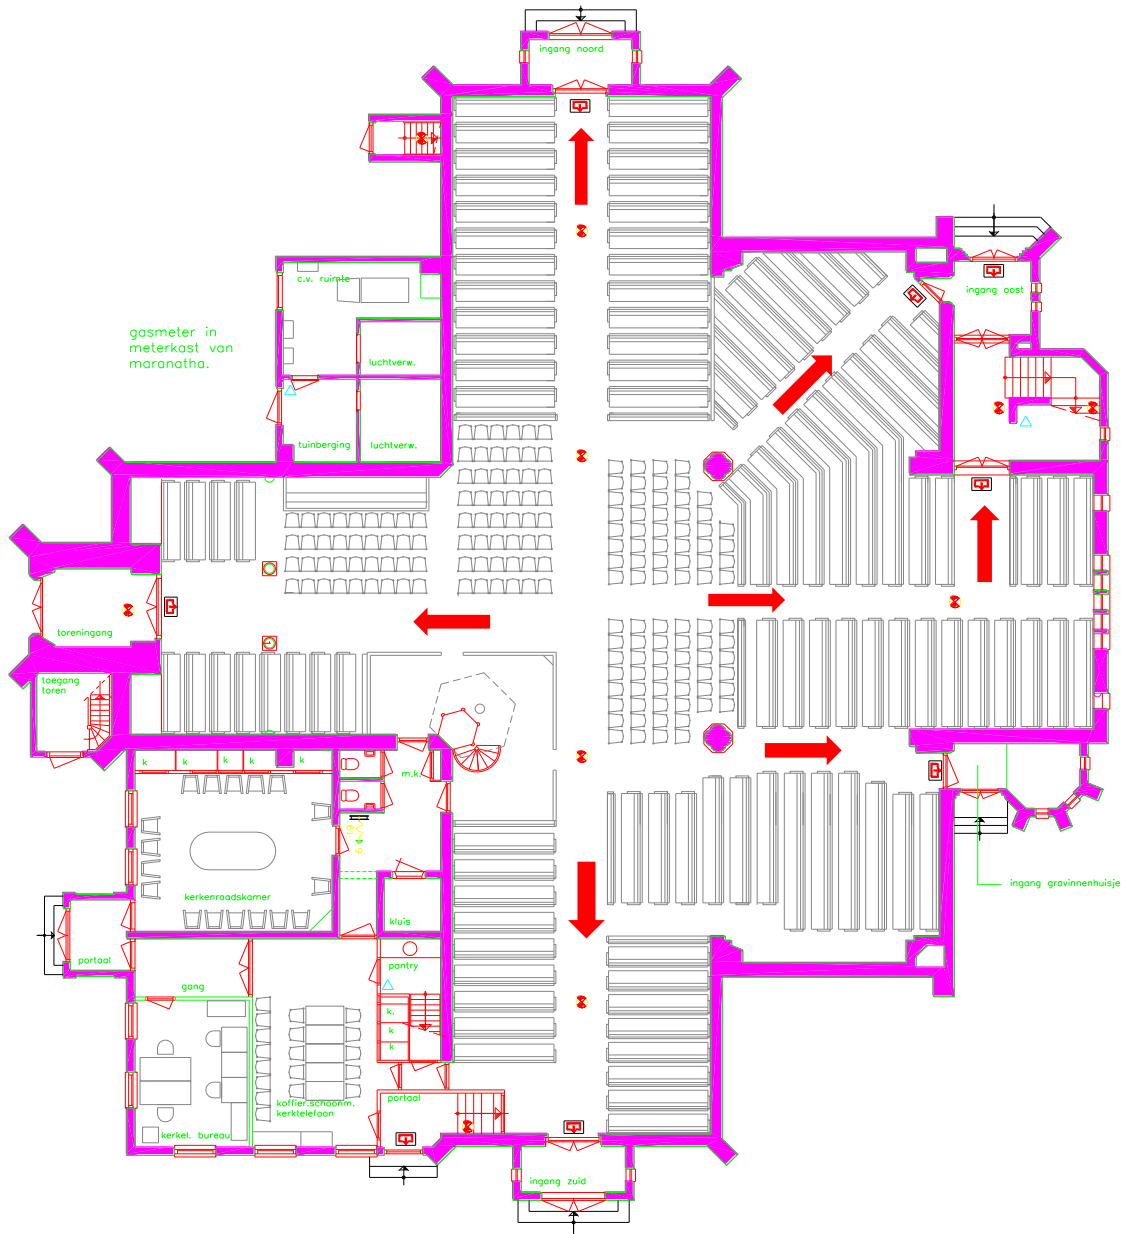 ingang noord
c.v. ruimte
ingang oost
gasmeter in
meterkast van
maranatha.
luchtverw.
tuinberging
luchtverw.
toreningang
toegang
toren
m.k.
k
k
k
k
k
kerkenraadskamer
kluis
ingang gravinnenhuisje
portaal
pantry
gang
k.
k
k
koffier.schoonm.
kerktelefoon
portaal
kerkel. bureau
ingang zuid